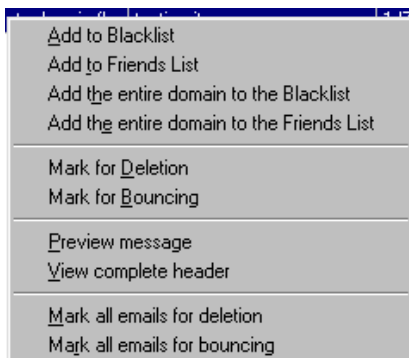 Add to Blacklist
Add to Friends List
Add the entire domain to the Blacklist
Add the entire domain to the Friends List
Mark for Deletion
Mark for Bouncing
Preview message
View complete header
Mark all emails for deletion
Mark all emails for bouncing